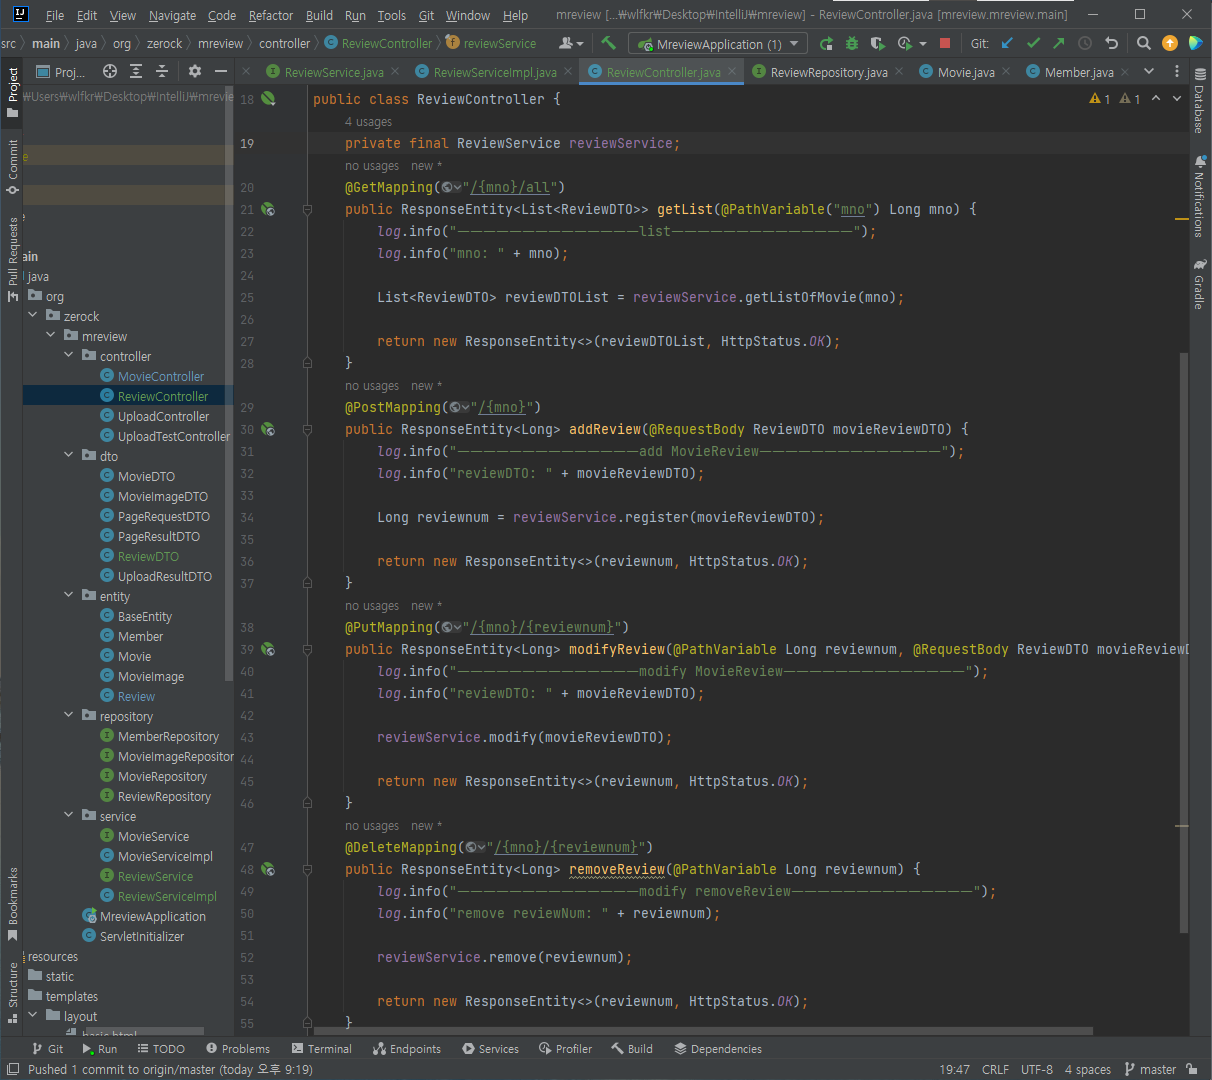 File Edit View Navigate Code Refactor Build Run Tools Git Window Help mreview [...₩wlfkr₩Desktop₩IntelliJ₩mreview] - ReviewController.java [mreview.mreview.main]
src main java org zerock mreview controller ReviewController reviewService MreviewApplication (1) Git:
Proj... ReviewService.java ReviewServiceImpl.java ReviewController.java ReviewRepository.java Movie.java Member.java
Project
Commit
Pull Requests
Bookmarks
Structure
₩Users₩wlfkr₩Desktop₩IntelliJ₩mrevie
ain
java
org
zerock
mreview
controller
MovieController
ReviewController
UploadController
UploadTestController
dto
MovieDTO
MovieImageDTO
PageRequestDTO
PageResultDTO
ReviewDTO
UploadResultDTO
entity
BaseEntity
Member
Movie
MovieImage
Review
repository
MemberRepository
MovieImageRepositor
MovieRepository
ReviewRepository
service
MovieService
MovieServiceImpl
ReviewService
ReviewServiceImpl
MreviewApplication
ServletInitializer
resources
static
templates
layout
basic.html
18 public class ReviewController { 1 1
4 usages
19 private final ReviewService reviewService;
no usages new *
20 @GetMapping("/{mno}/all")
21 public ResponseEntity<List<ReviewDTO>> getList(@PathVariable("mno") Long mno) {
22 log.info("———————————————list———————————————");
23 log.info("mno: " + mno);
24
25 List<ReviewDTO> reviewDTOList = reviewService.getListOfMovie(mno);
26
27 return new ResponseEntity<>(reviewDTOList, HttpStatus.OK);
28 }
no usages new *
29 @PostMapping("/{mno}")
30 public ResponseEntity<Long> addReview(@RequestBody ReviewDTO movieReviewDTO) {
31 log.info("———————————————add MovieReview———————————————");
32 log.info("reviewDTO: " + movieReviewDTO);
33
34 Long reviewnum = reviewService.register(movieReviewDTO);
35
36 return new ResponseEntity<>(reviewnum, HttpStatus.OK);
37 }
no usages new *
38 @PutMapping("/{mno}/{reviewnum}")
39 public ResponseEntity<Long> modifyReview(@PathVariable Long reviewnum, @RequestBody ReviewDTO movieReviewD
40 log.info("———————————————modify MovieReview———————————————");
41 log.info("reviewDTO: " + movieReviewDTO);
42
43 reviewService.modify(movieReviewDTO);
44
45 return new ResponseEntity<>(reviewnum, HttpStatus.OK);
46 }
no usages new *
47 @DeleteMapping("/{mno}/{reviewnum}")
48 public ResponseEntity<Long> removeReview(@PathVariable Long reviewnum) {
49 log.info("———————————————modify removeReview———————————————");
50 log.info("remove reviewNum: " + reviewnum);
51
52 reviewService.remove(reviewnum);
53
54 return new ResponseEntity<>(reviewnum, HttpStatus.OK);
55 }
Database
Notifications
Gradle
Git Run TODO Problems Terminal Endpoints Services Profiler Build Dependencies
Pushed 1 commit to origin/master (today 오후 9:19) 19:47 CRLF UTF-8 4 spaces master